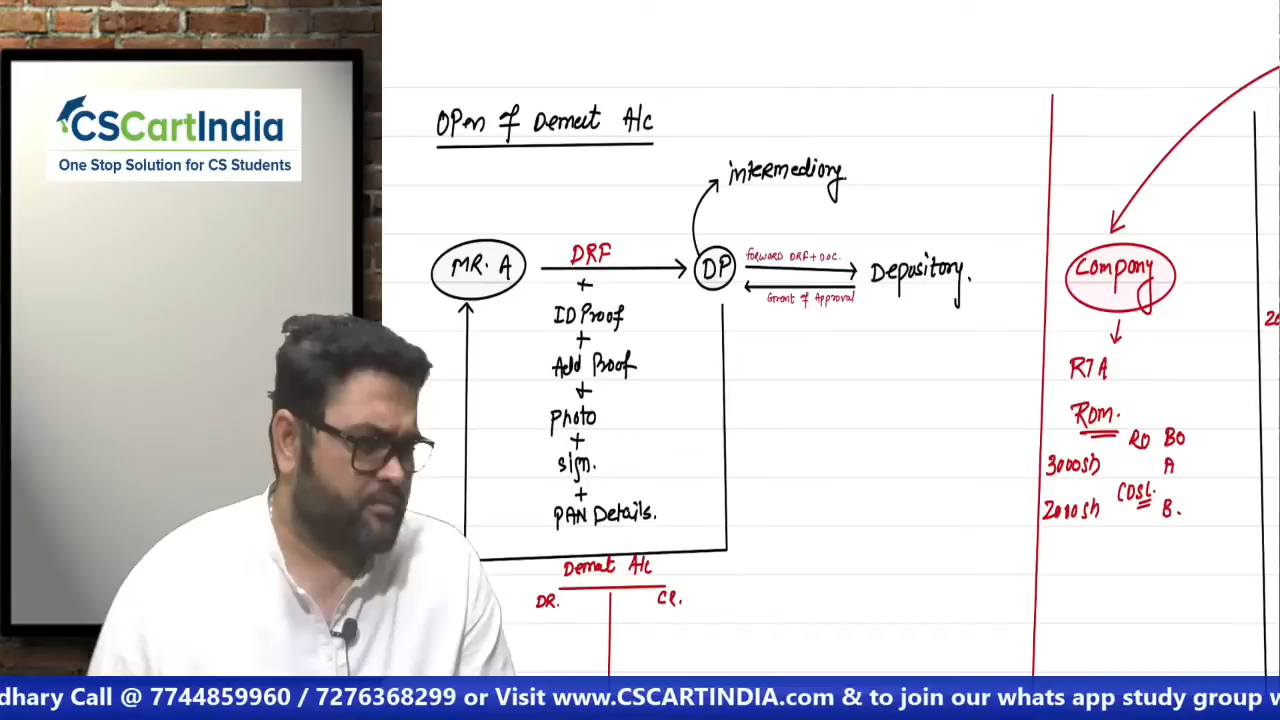 CSCartIndia
One Stop Solution for CS Students
OPen of Demat A/c
intermediary.
MR. A
DRF
DP
forward DRF + DOC.
Grant of Approval
Depository.
+
ID Proof
+
Add Proof
+
Photo
+
sign.
+
PAN Details.
Demat A/c
DR.
CR.
Company
RTA
ROM.
RO BO
3000sh A
CDSL
2000sh B.
20
dhary Call @ 7744859960 / 7276368299 or Visit www.CSCARTINDIA.com & to join our whats app study group w